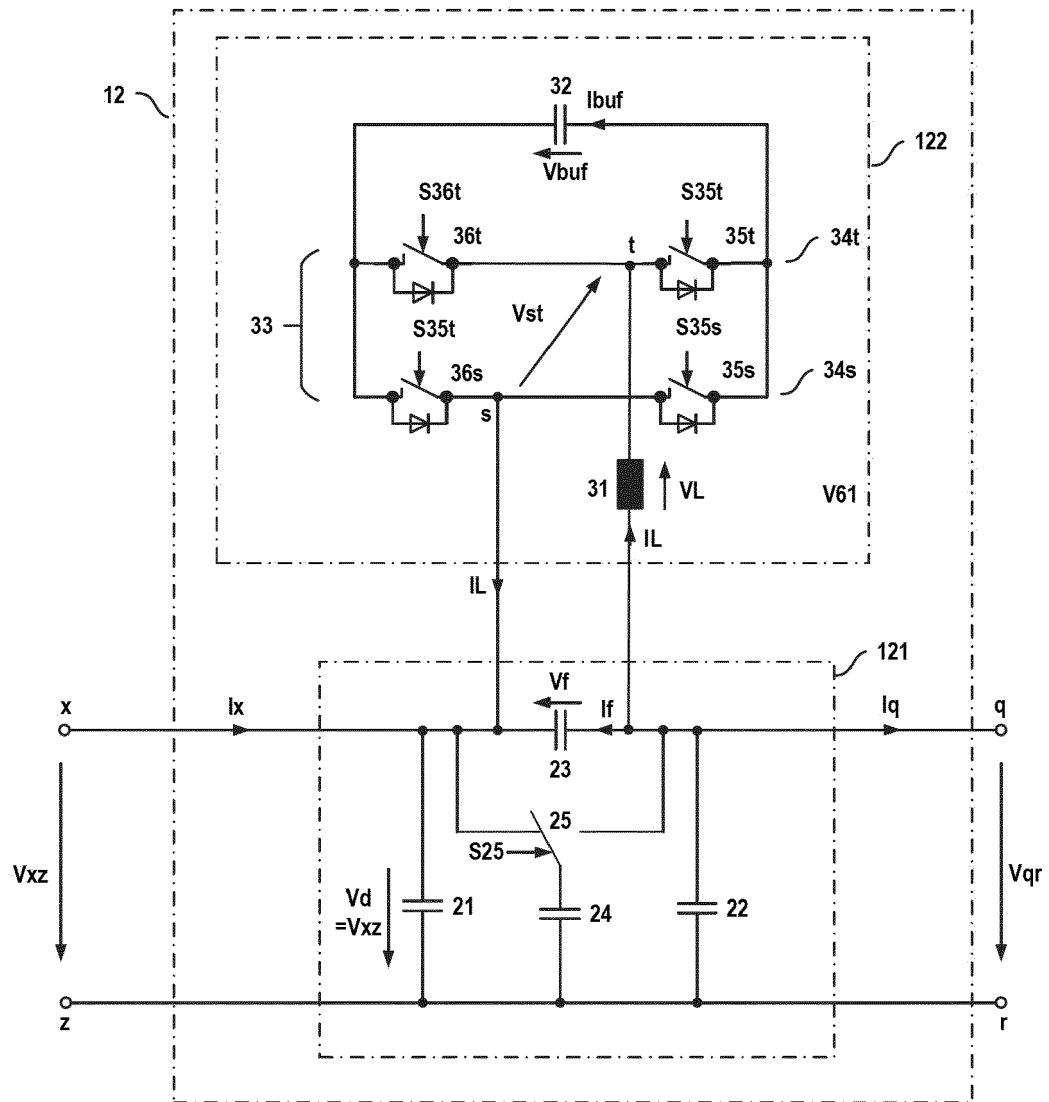 12
32
Ibuf
Vbuf
122
S36t
36t
t
S35t
35t
34t
33
Vst
S35t
36s
s
S35s
35s
34s
31
VL
V61
IL
IL
121
x
Ix
Vf
If
Iq
q
23
25
S25
Vxz
Vd
=Vxz
21
24
22
Vqr
z
r